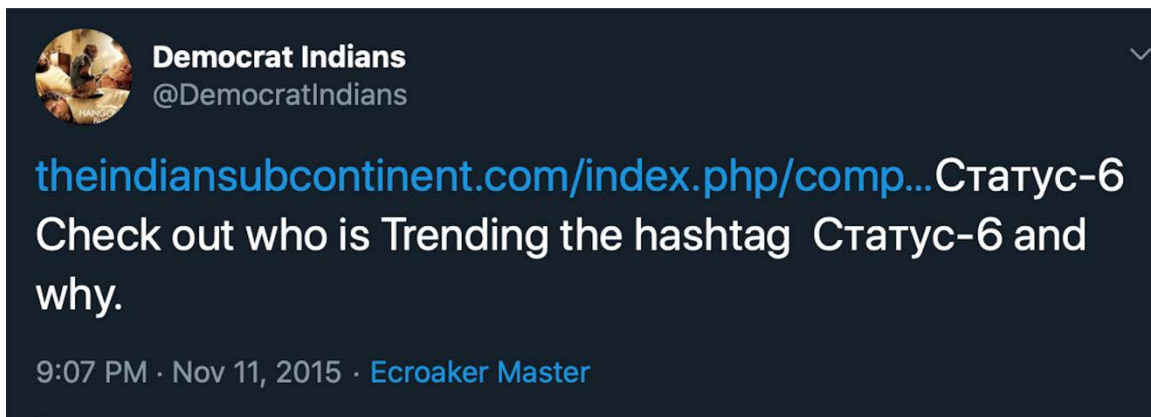 Democrat Indians
@DemocratIndians
theindiansubcontinent.com/index.php/comp...Статус-6
Check out who is Trending the hashtag  Статус-6 and
why.
9:07 PM · Nov 11, 2015 · Ecroaker Master